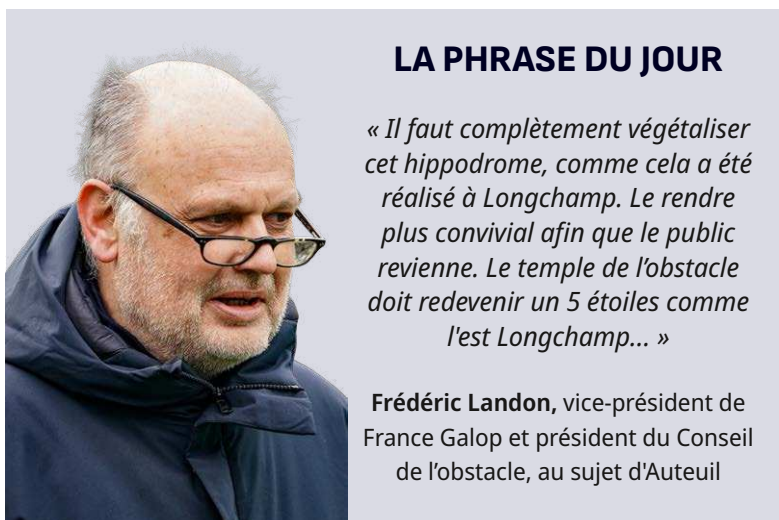 LA PHRASE DU JOUR
« Il faut complètement végétaliser
cet hippodrome, comme cela a été
réalisé à Longchamp. Le rendre
plus convivial afin que le public
revienne. Le temple de l’obstacle
doit redevenir un 5 étoiles comme
l'est Longchamp... »
Frédéric Landon, vice-président de
France Galop et président du Conseil
de l’obstacle, au sujet d'Auteuil